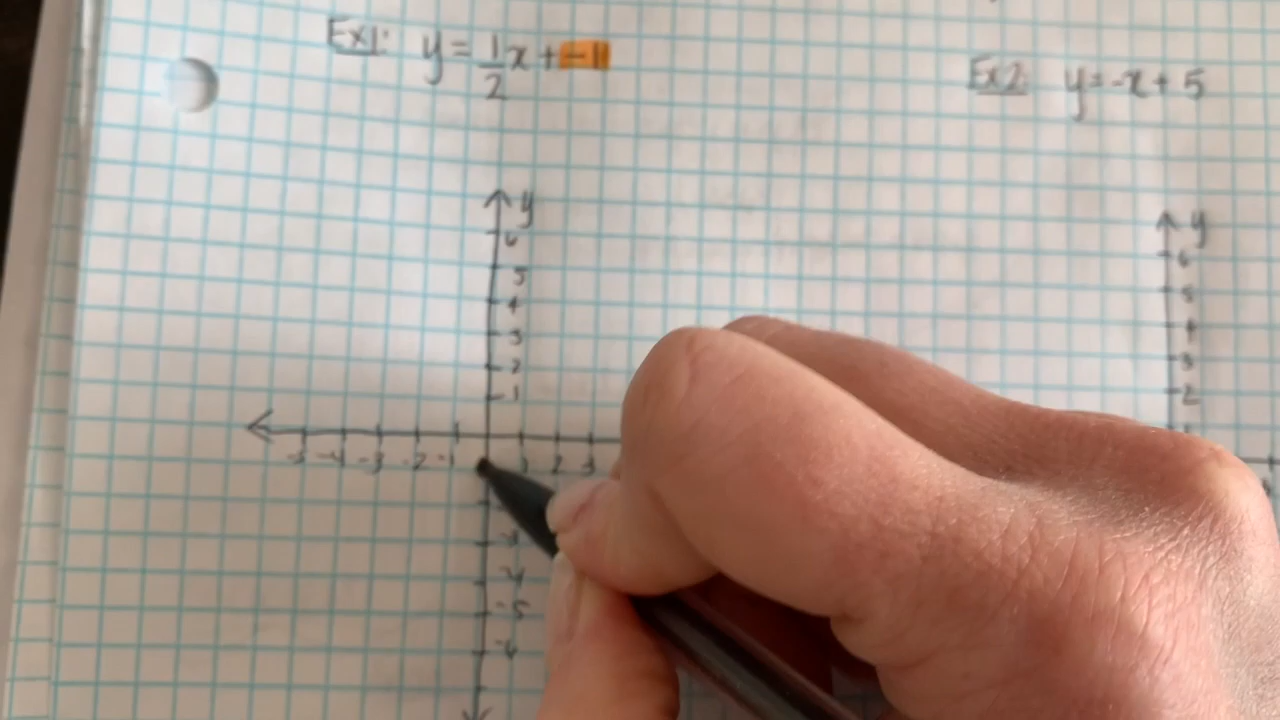 Ex1: y = 1/2 x + -1
Ex2: y = -x + 5
y
6
5
4
3
2
1
-5 -4 -3 -2 -1 1 2 3
-4
-5
-6
y
6
5
4
3
2